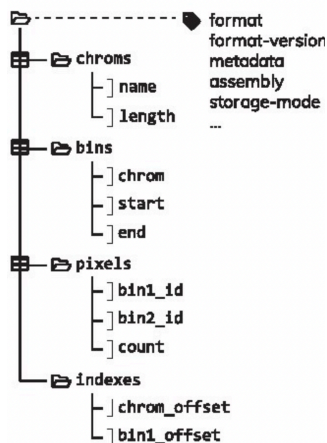 format
format-version
metadata
assembly
storage-mode
...
chroms
name
length
bins
chrom
start
end
pixels
bin1_id
bin2_id
count
indexes
chrom_offset
bin1_offset